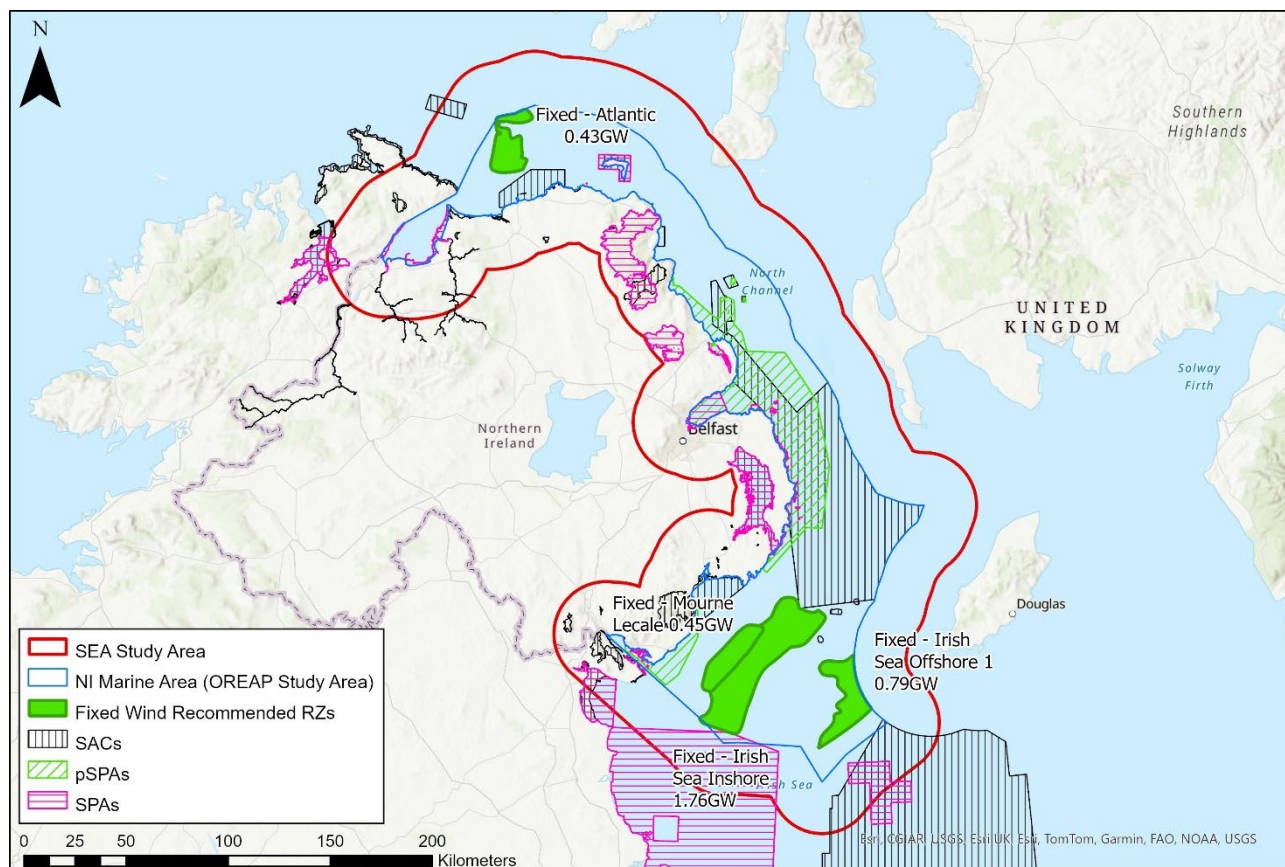 N
Fixed - Atlantic
0.43GW
Southern
Highlands
North
Channel
UNITED
KINGDOM
Solway
Firth
Northern
Ireland
Belfast
Fixed - Mourne
Lecale 0.45GW
Douglas
Fixed - Irish
Sea Offshore 1
0.79GW
Fixed - Irish
Sea Inshore
1.76GW
Sea
SEA Study Area
NI Marine Area (OREAP Study Area)
Fixed Wind Recommended RZs
SACs
pSPAs
SPAs
0 25 50 100 150 200
Kilometers
Esri, CGIAR, USGS, Esri UK, Esri, TomTom, Garmin, FAO, NOAA, USGS